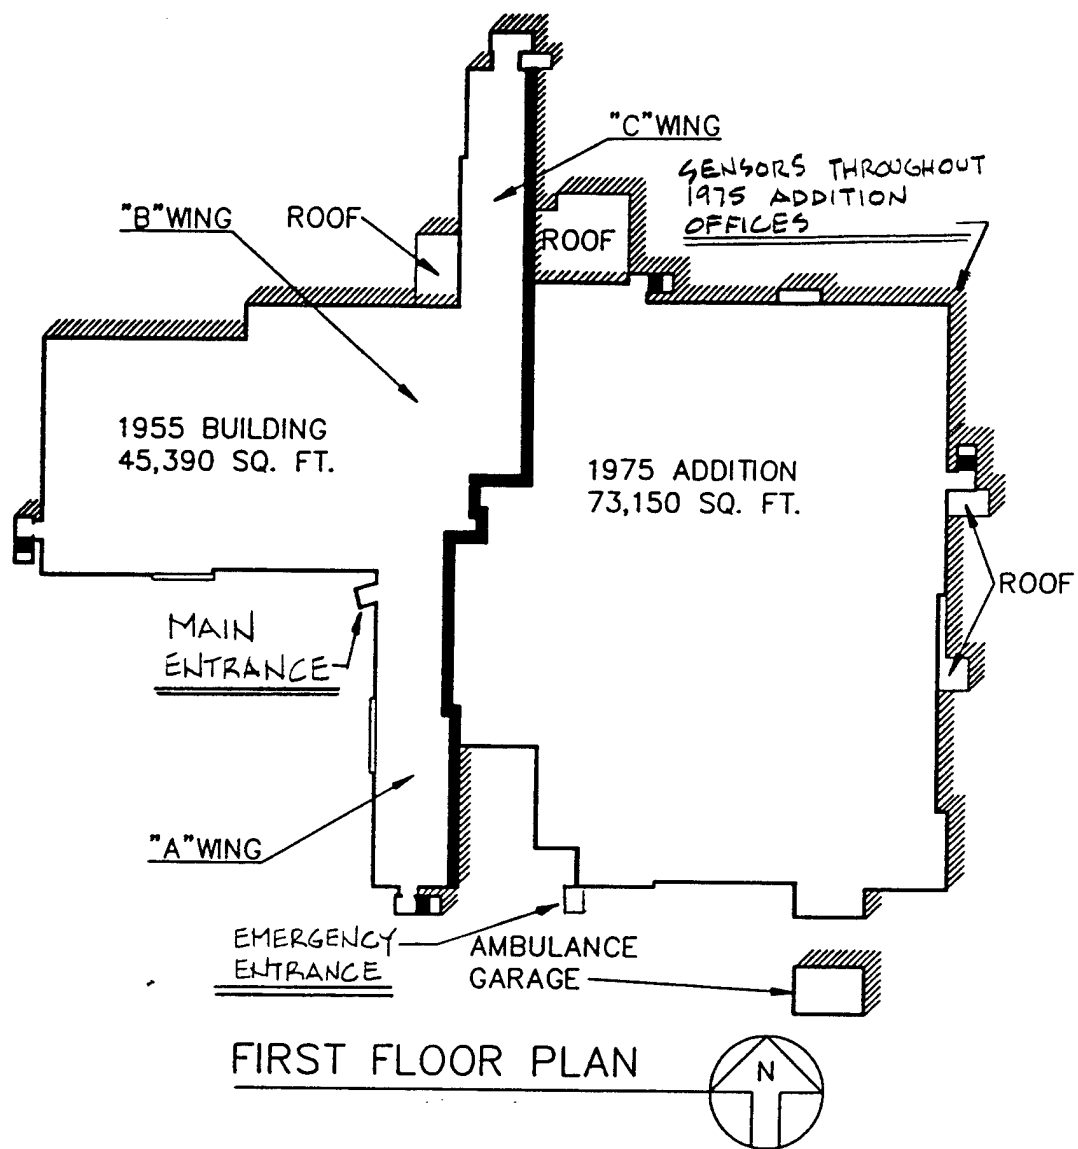 "C" WING
SENSORS THROUGHOUT
1975 ADDITION
OFFICES
"B" WING
ROOF
ROOF
1955 BUILDING
45,390 SQ. FT.
1975 ADDITION
73,150 SQ. FT.
ROOF
MAIN
ENTRANCE
"A" WING
EMERGENCY
ENTRANCE
AMBULANCE
GARAGE
FIRST FLOOR PLAN
N